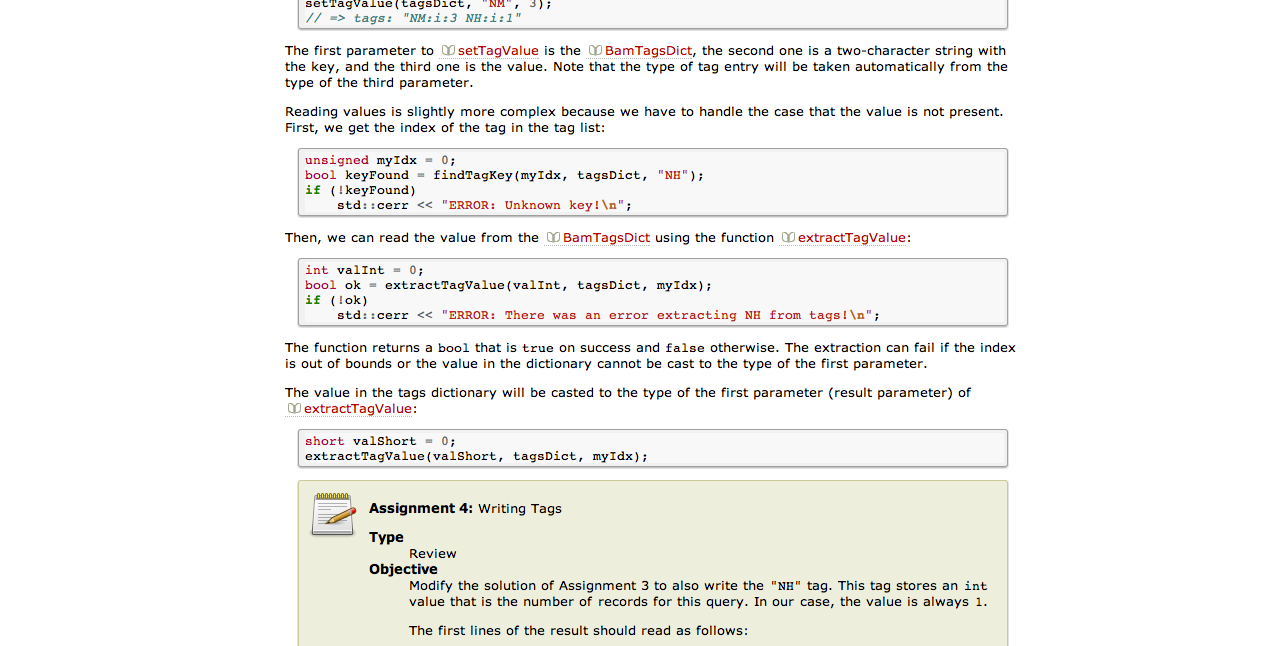 setTagValue(tagsDict, "NM", 3);
// => tags: "NM:i:3 NH:i:1"
The first parameter to setTagValue is the BamTagsDict, the second one is a two-character string with
the key, and the third one is the value. Note that the type of tag entry will be taken automatically from the
type of the third parameter.
Reading values is slightly more complex because we have to handle the case that the value is not present.
First, we get the index of the tag in the tag list:
unsigned myIdx = 0;
bool keyFound = findTagKey(myIdx, tagsDict, "NH");
if (!keyFound)
    std::cerr << "ERROR: Unknown key!\n";
Then, we can read the value from the BamTagsDict using the function extractTagValue:
int valInt = 0;
bool ok = extractTagValue(valInt, tagsDict, myIdx);
if (!ok)
    std::cerr << "ERROR: There was an error extracting NH from tags!\n";
The function returns a bool that is true on success and false otherwise. The extraction can fail if the index
is out of bounds or the value in the dictionary cannot be cast to the type of the first parameter.
The value in the tags dictionary will be casted to the type of the first parameter (result parameter) of
extractTagValue:
short valShort = 0;
extractTagValue(valShort, tagsDict, myIdx);
Assignment 4: Writing Tags
Type
Review
Objective
Modify the solution of Assignment 3 to also write the "NH" tag. This tag stores an int
value that is the number of records for this query. In our case, the value is always 1.
The first lines of the result should read as follows: